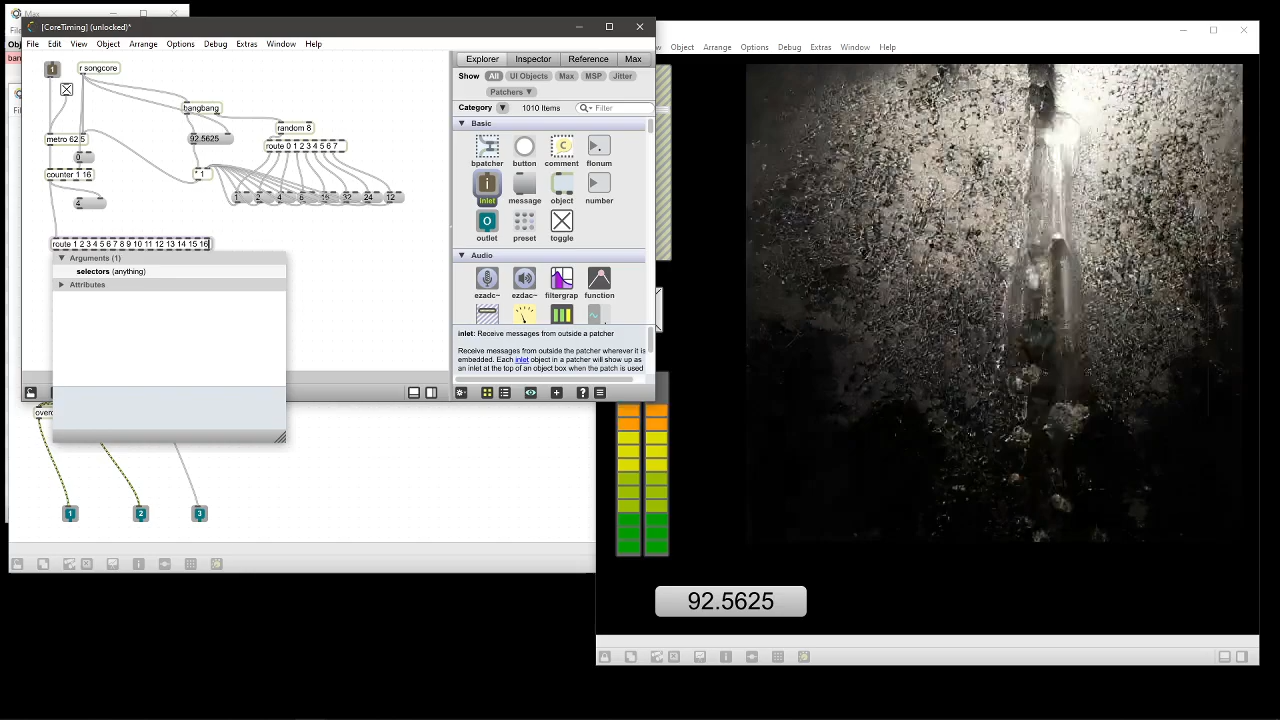 Max
[CoreTiming] (unlocked)*
File Edit View Object Arrange Options Debug Extras Window Help
Object Arrange Options Debug Extras Window Help
r songcore
bangbang
92.5625
random 8
route 0 1 2 3 4 5 6 7
metro 62.5
0
counter 1 16
* 1
4
1 2 4 8 16 32 24 12
route 1 2 3 4 5 6 7 8 9 10 11 12 13 14 15 16
Arguments (1)
selectors (anything)
Attributes
Explorer Inspector Reference Max
Show All UI Objects Max MSP Jitter
Patchers ▼
Category ▼ 1010 Items Filter
Basic
bpatcher button comment flonum
inlet message object number
outlet preset toggle
Audio
ezadc~ ezdac~ filtergrap function
inlet: Receive messages from outside a patcher
Receive messages from outside the patcher wherever it is
embedded. Each inlet object in a patcher will show up as
an inlet at the top of an object box when the patch is used
1 2 3
92.5625